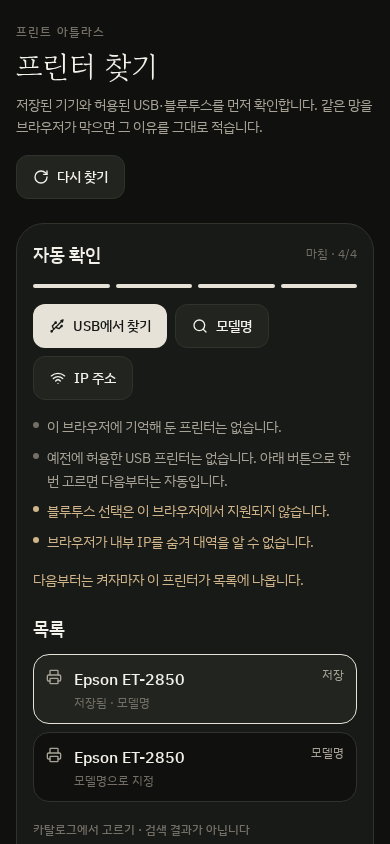 프린트 아틀라스
프린터 찾기
저장된 기기와 허용된 USB·블루투스를 먼저 확인합니다. 같은 망을
브라우저가 막으면 그 이유를 그대로 적습니다.
다시 찾기
자동 확인
마침 · 4/4
USB에서 찾기
모델명
IP 주소
이 브라우저에 기억해 둔 프린터는 없습니다.
예전에 허용한 USB 프린터는 없습니다. 아래 버튼으로 한
번 고르면 다음부터는 자동입니다.
블루투스 선택은 이 브라우저에서 지원되지 않습니다.
브라우저가 내부 IP를 숨겨 대역을 알 수 없습니다.
다음부터는 켜자마자 이 프린터가 목록에 나옵니다.
목록
Epson ET-2850
저장
저장됨 · 모델명
Epson ET-2850
모델명
모델명으로 지정
카탈로그에서 고르기 · 검색 결과가 아닙니다